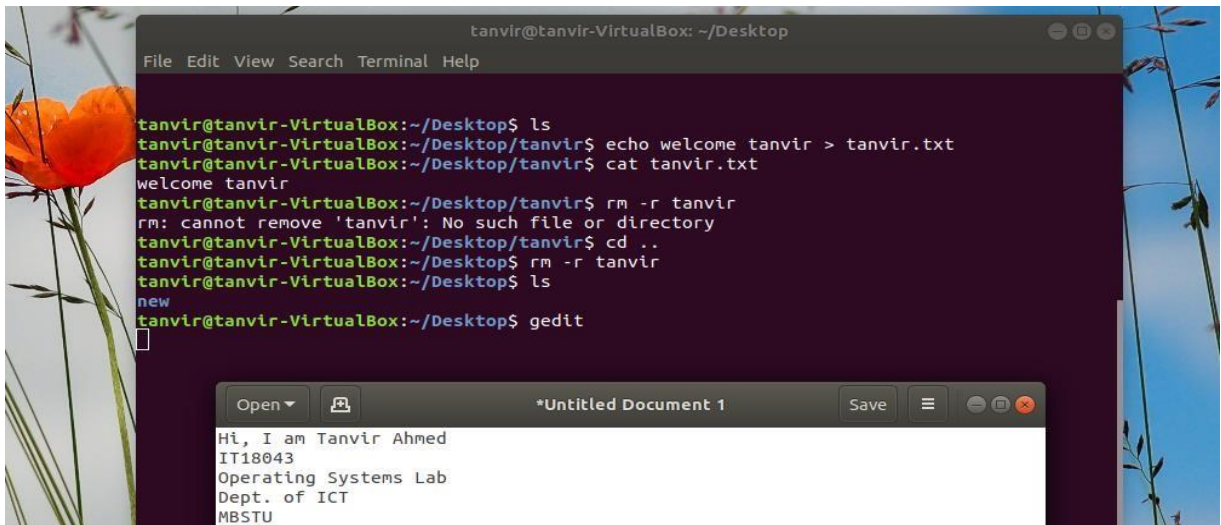 tanvir@tanvir-VirtualBox: ~/Desktop
File Edit View Search Terminal Help
tanvir@tanvir-VirtualBox:~/Desktop$ ls
tanvir@tanvir-VirtualBox:~/Desktop/tanvir$ echo welcome tanvir > tanvir.txt
tanvir@tanvir-VirtualBox:~/Desktop/tanvir$ cat tanvir.txt
welcome tanvir
tanvir@tanvir-VirtualBox:~/Desktop/tanvir$ rm -r tanvir
rm: cannot remove 'tanvir': No such file or directory
tanvir@tanvir-VirtualBox:~/Desktop/tanvir$ cd ..
tanvir@tanvir-VirtualBox:~/Desktop$ rm -r tanvir
tanvir@tanvir-VirtualBox:~/Desktop$ ls
new
tanvir@tanvir-VirtualBox:~/Desktop$ gedit
Open *Untitled Document 1 Save
Hi, I am Tanvir Ahmed
IT18043
Operating Systems Lab
Dept. of ICT
MBSTU